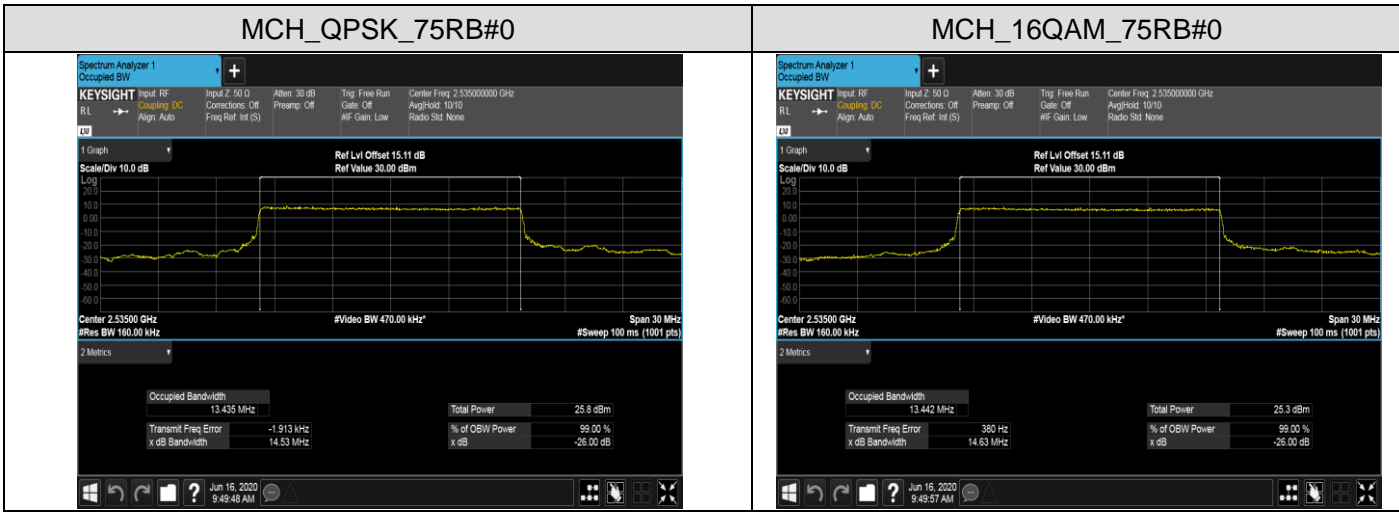 MCH_QPSK_75RB#0
MCH_16QAM_75RB#0
Spectrum Analyzer 1
Occupied BW
+
KEYSIGHT Input: RF Input Z: 50 Ω Atten: 30 dB Trig: Free Run Center Freq: 2.535000000 GHz
RL Coupling: DC Corrections: Off Preamp: Off Gate: Off Avg|Hold: 10/10
Align: Auto Freq Ref: Int (S) #IF Gain: Low Radio Std: None
LXI
1 Graph
Ref Lvl Offset 15.11 dB
Scale/Div 10.0 dB Ref Value 30.00 dBm
Log
20.0
10.0
0.00
-10.0
-20.0
-30.0
-40.0
-50.0
-60.0
Center 2.53500 GHz #Video BW 470.00 kHz* Span 30 MHz
#Res BW 160.00 kHz #Sweep 100 ms (1001 pts)
2 Metrics
Occupied Bandwidth
13.435 MHz Total Power 25.8 dBm
Transmit Freq Error -1.913 kHz % of OBW Power 99.00 %
x dB Bandwidth 14.53 MHz x dB -26.00 dB
? Jun 16, 2020
9:49:48 AM
Spectrum Analyzer 1
Occupied BW
+
KEYSIGHT Input: RF Input Z: 50 Ω Atten: 30 dB Trig: Free Run Center Freq: 2.535000000 GHz
RL Coupling: DC Corrections: Off Preamp: Off Gate: Off Avg|Hold: 10/10
Align: Auto Freq Ref: Int (S) #IF Gain: Low Radio Std: None
LXI
1 Graph
Ref Lvl Offset 15.11 dB
Scale/Div 10.0 dB Ref Value 30.00 dBm
Log
20.0
10.0
0.00
-10.0
-20.0
-30.0
-40.0
-50.0
-60.0
Center 2.53500 GHz #Video BW 470.00 kHz* Span 30 MHz
#Res BW 160.00 kHz #Sweep 100 ms (1001 pts)
2 Metrics
Occupied Bandwidth
13.442 MHz Total Power 25.3 dBm
Transmit Freq Error 380 Hz % of OBW Power 99.00 %
x dB Bandwidth 14.63 MHz x dB -26.00 dB
? Jun 16, 2020
9:49:57 AM